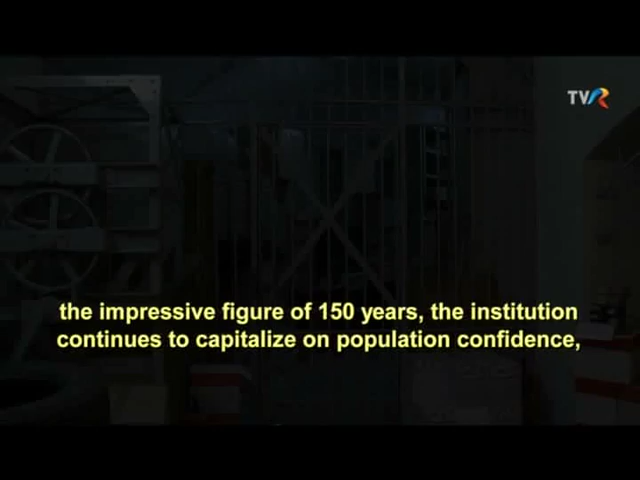 TVR
the impressive figure of 150 years, the institution
continues to capitalize on population confidence,